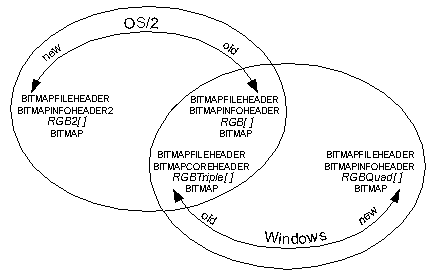 OS/2
new
old
BITMAPFILEHEADER
BITMAPINFOHEADER2
RGB2[ ]
BITMAP
BITMAPFILEHEADER
BITMAPINFOHEADER
RGB[ ]
BITMAP
BITMAPFILEHEADER
BITMAPCOREHEADER
RGBTriple[ ]
BITMAP
BITMAPFILEHEADER
BITMAPINFOHEADER
RGBQuad[ ]
BITMAP
old
new
Windows